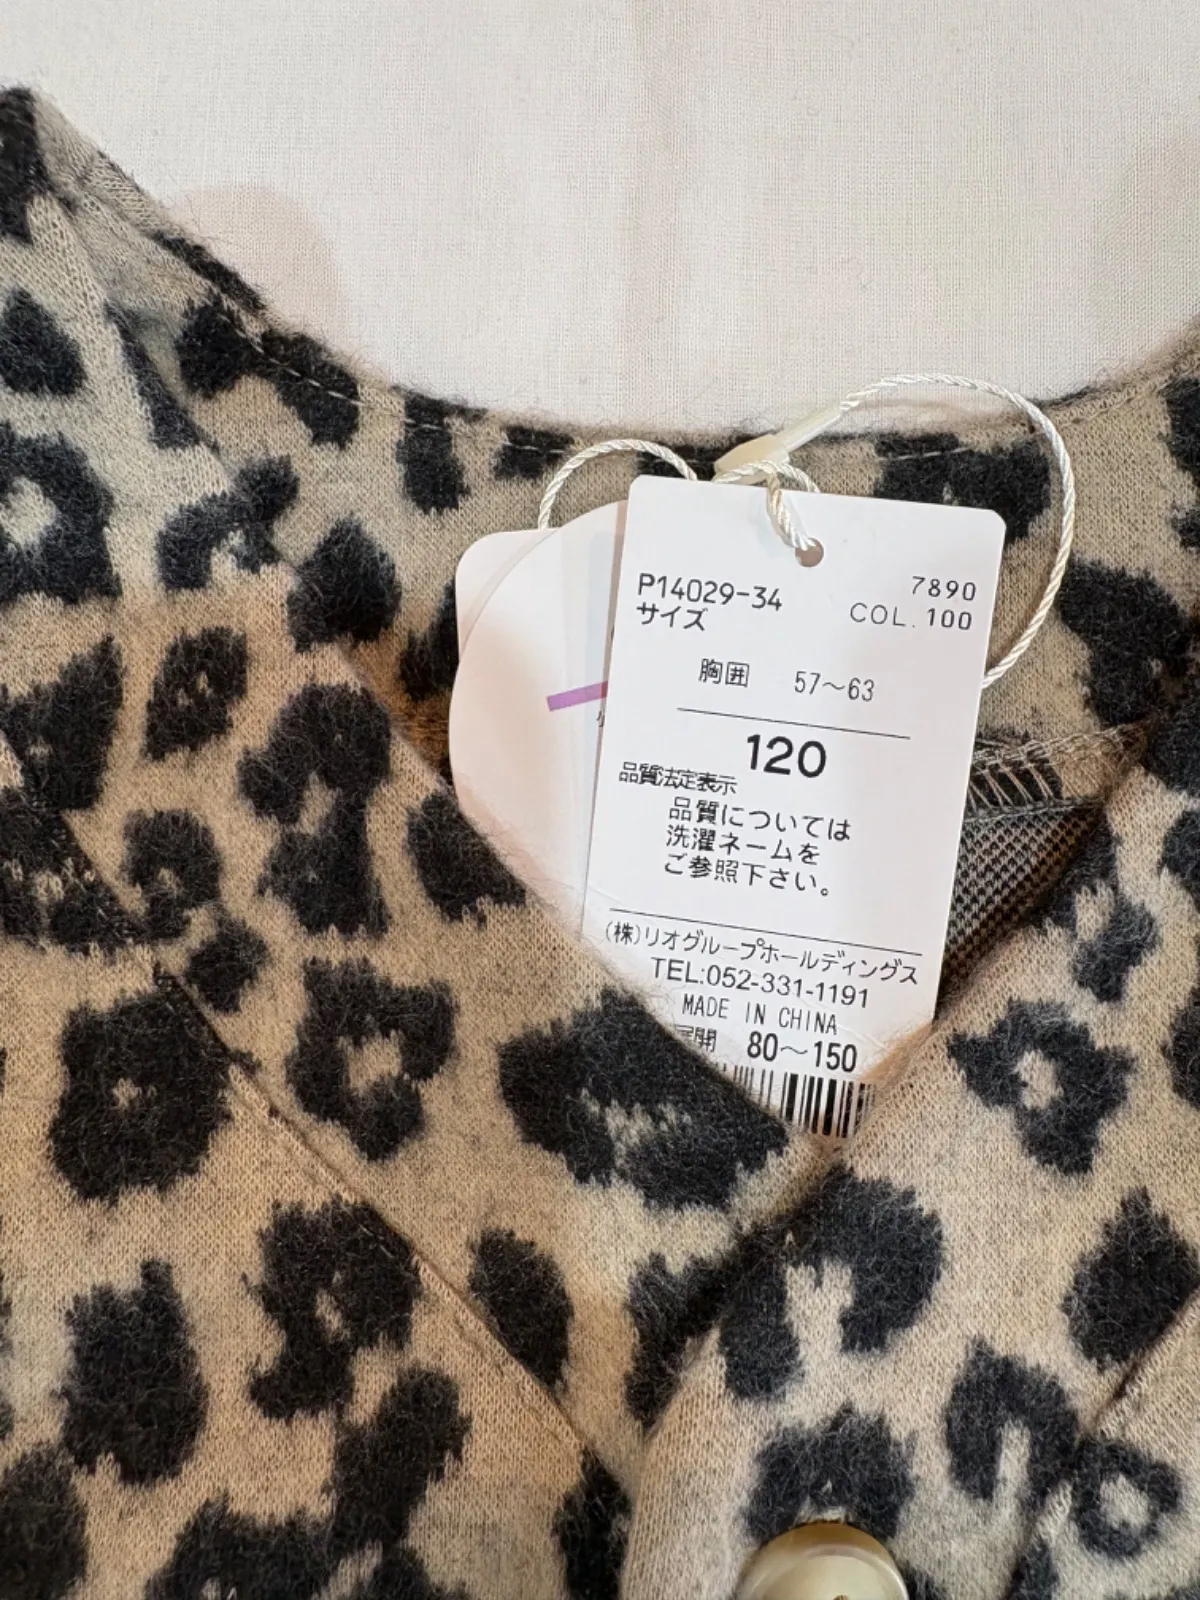 P14029-34
7890
サイズ
COL. 100
胸囲 57～63
120
品質法定表示
品質については
洗濯ネームを
ご参照下さい。
(株)リオグループホールディングス
TEL:052-331-1191
MADE IN CHINA
展開 80～150